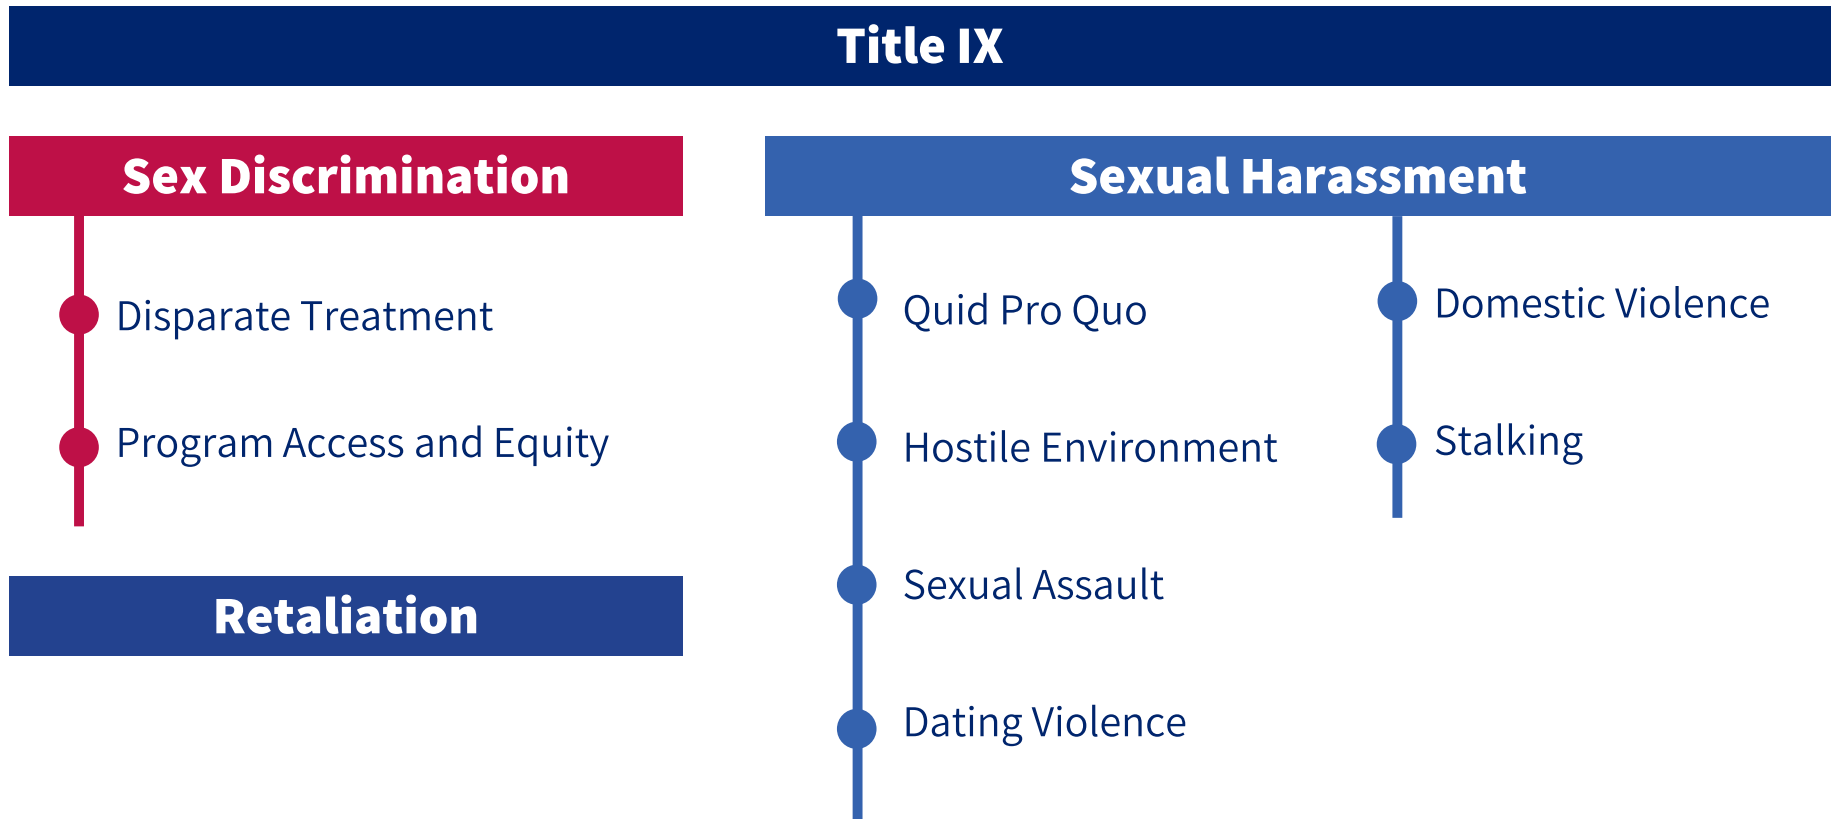 Title IX
Sex Discrimination
Disparate Treatment
Program Access and Equity
Retaliation
Sexual Harassment
Quid Pro Quo
Hostile Environment
Sexual Assault
Dating Violence
Domestic Violence
Stalking